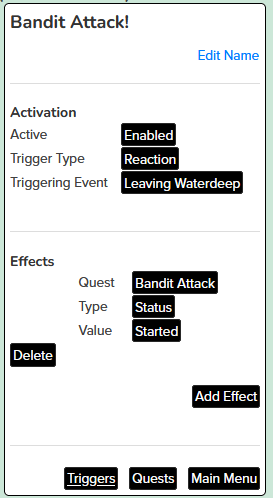 Bandit Attack!
Edit Name
Activation
Active Enabled
Trigger Type Reaction
Triggering Event Leaving Waterdeep
Effects
Quest Bandit Attack
Type Status
Value Started
Delete
Add Effect
Triggers Quests Main Menu